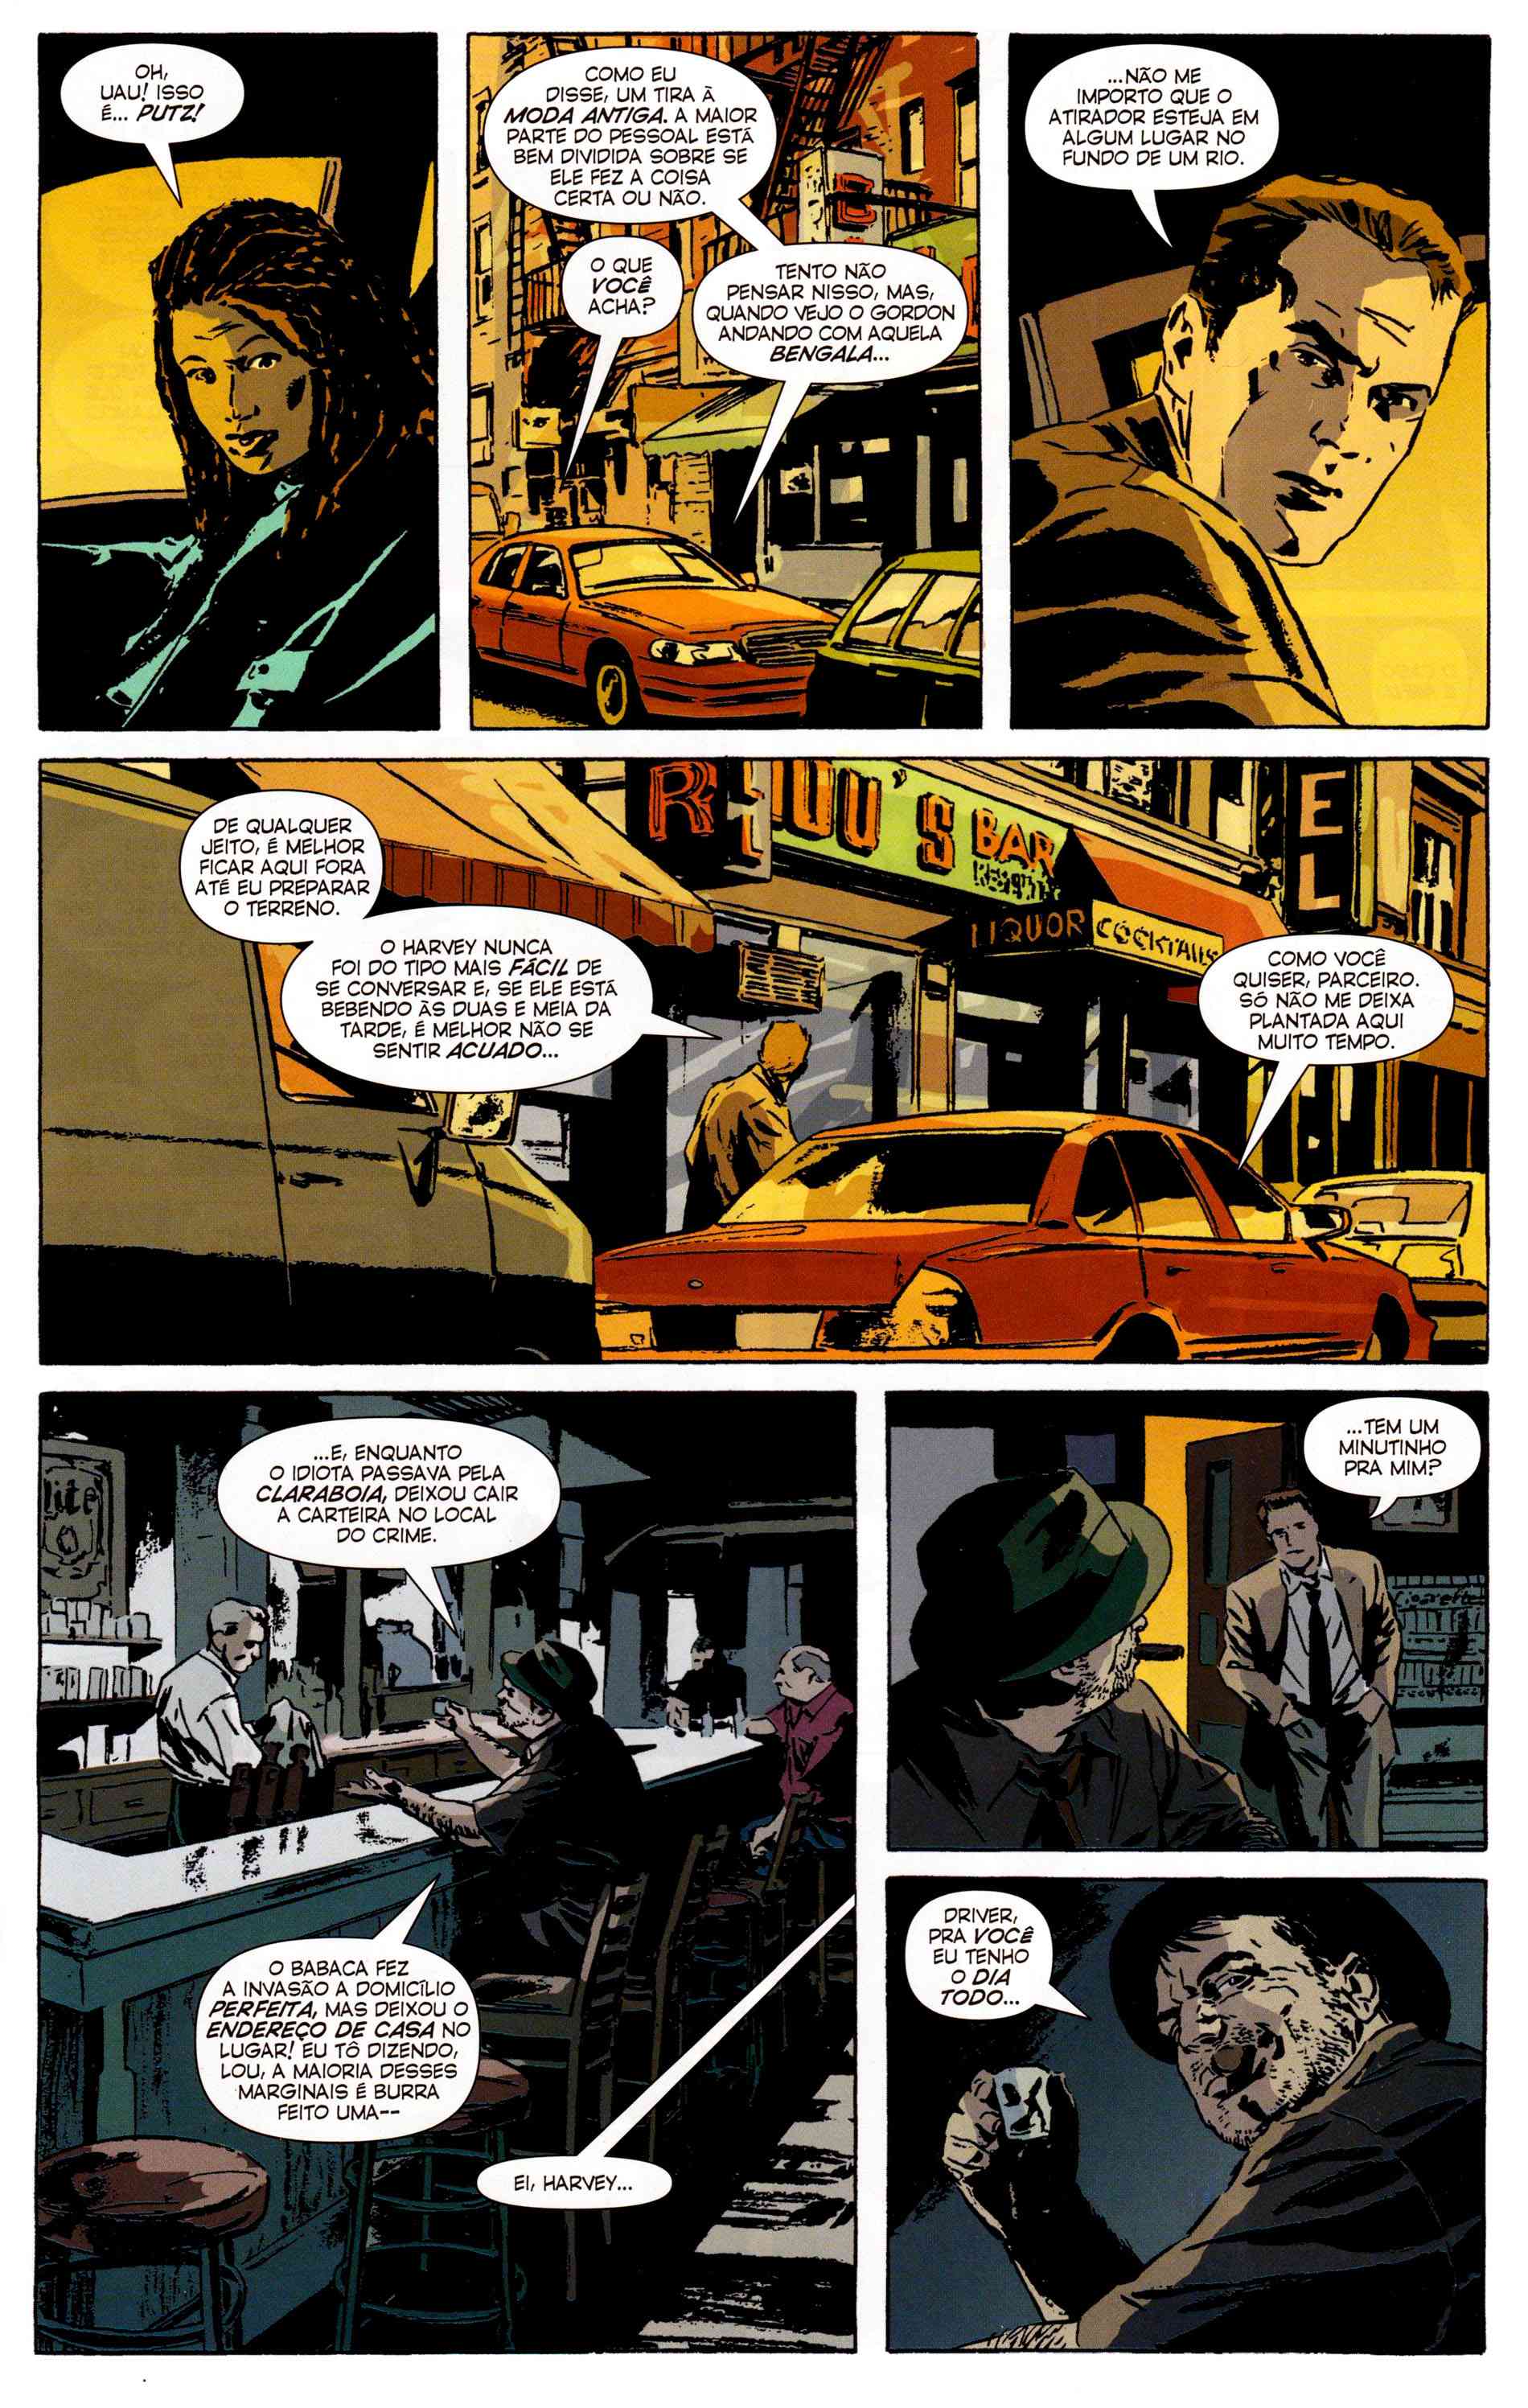 OH,
UAU! ISSO
É... PUTZ!
COMO EU
DISSE, UM TIRA À
MODA ANTIGA. A MAIOR
PARTE DO PESSOAL ESTÁ
BEM DIVIDIDA SOBRE SE
ELE FEZ A COISA
CERTA OU NÃO.
O QUE
VOCÊ
ACHA?
TENTO NÃO
PENSAR NISSO, MAS,
QUANDO VEJO O GORDON
ANDANDO COM AQUELA
BENGALA...
...NÃO ME
IMPORTO QUE O
ATIRADOR ESTEJA EM
ALGUM LUGAR NO
FUNDO DE UM RIO.
DE QUALQUER
JEITO, É MELHOR
FICAR AQUI FORA
ATÉ EU PREPARAR
O TERRENO.
O HARVEY NUNCA
FOI DO TIPO MAIS FÁCIL DE
SE CONVERSAR E, SE ELE ESTÁ
BEBENDO ÀS DUAS E MEIA DA
TARDE, É MELHOR NÃO SE
SENTIR ACUADO...
R
LOU'S BAR
LIQUOR
COCKTAILS
EL
COMO VOCÊ
QUISER, PARCEIRO.
SÓ NÃO ME DEIXA
PLANTADA AQUI
MUITO TEMPO.
...E, ENQUANTO
O IDIOTA PASSAVA PELA
CLARABOIA, DEIXOU CAIR
A CARTEIRA NO LOCAL
DO CRIME.
lite
O BABACA FEZ
A INVASÃO A DOMICÍLIO
PERFEITA, MAS DEIXOU O
ENDEREÇO DE CASA NO
LUGAR! EU TÔ DIZENDO,
LOU, A MAIORIA DESSES
MARGINAIS É BURRA
FEITO UMA--
EI, HARVEY...
...TEM UM
MINUTINHO
PRA MIM?
Cigarette
DRIVER,
PRA VOCÊ
EU TENHO
O DIA
TODO...